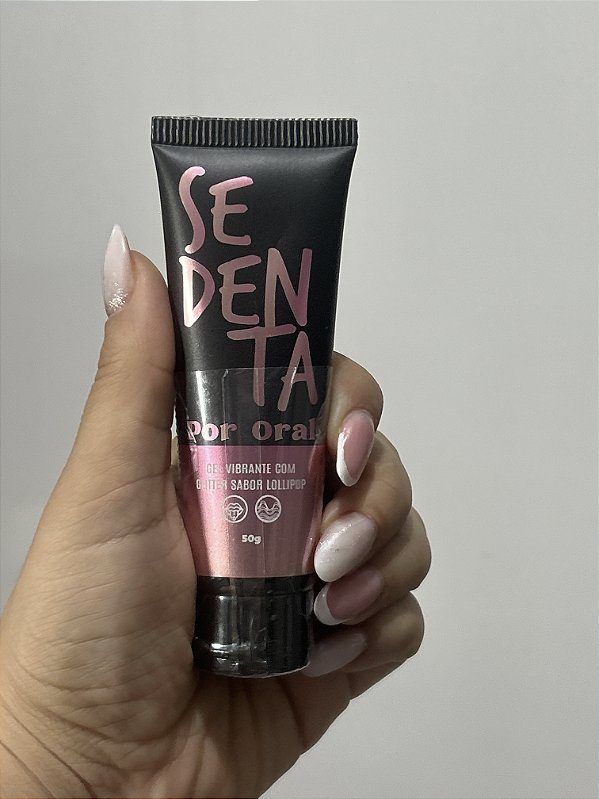 SE
DEN
TA
Por Oral
GEL VIBRANTE COM
GLITTER SABOR LOLLIPOP
50g